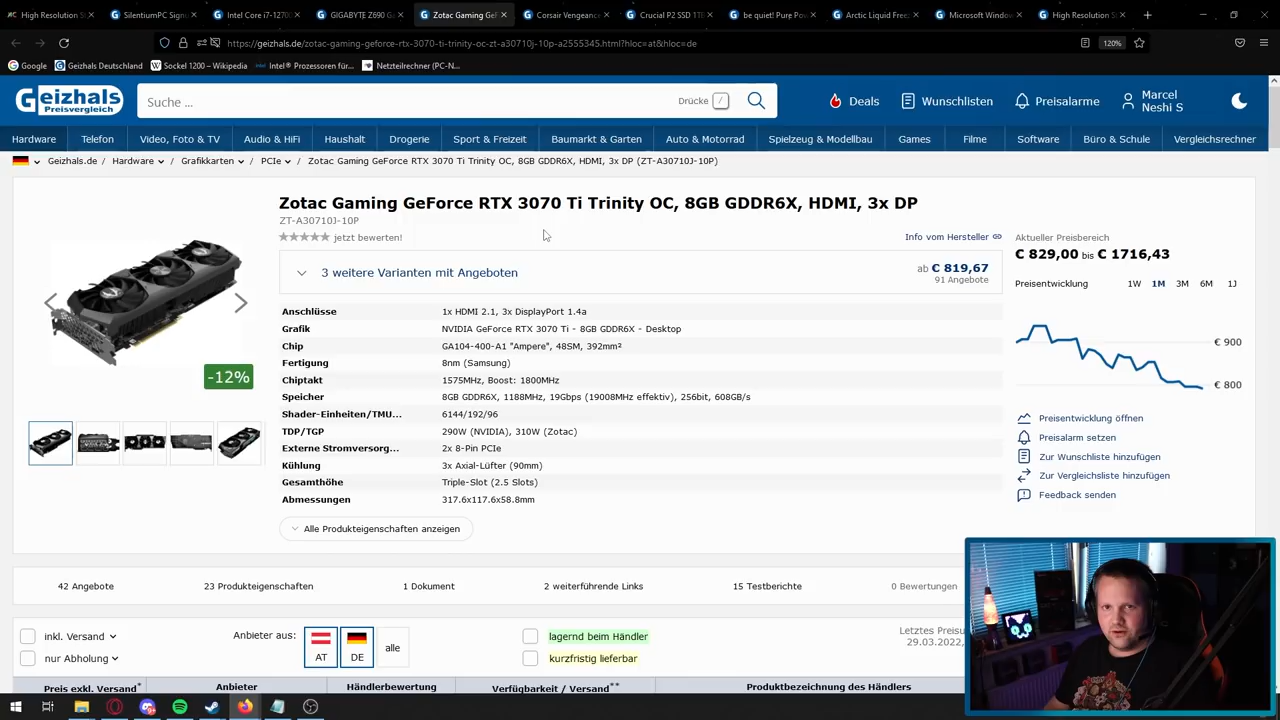 High Resolution S
SilentiumPC Sign
Intel Core i7-1270
GIGABYTE Z690 G
Zotac Gaming GeF
Corsair Vengeance
Crucial P2 SSD 1T
be quiet! Pure Pow
Arctic Liquid Free
Microsoft Window
High Resolution S
https://geizhals.de/zotac-gaming-geforce-rtx-3070-ti-trinity-oc-zt-a30710j-10p-a2555345.html?hloc=at&hloc=de
120%
Google
Geizhals Deutschland
Sockel 1200 – Wikipedia
Intel® Prozessoren für...
Netzteilrechner (PC-N...
Geizhals
Preisvergleich
Suche ...
Drücke /
Deals
Wunschlisten
Preisalarme
Marcel
Neshi S
Hardware
Telefon
Video, Foto & TV
Audio & HiFi
Haushalt
Drogerie
Sport & Freizeit
Baumarkt & Garten
Auto & Motorrad
Spielzeug & Modellbau
Games
Filme
Software
Büro & Schule
Vergleichsrechner
Geizhals.de / Hardware / Grafikkarten / PCIe / Zotac Gaming GeForce RTX 3070 Ti Trinity OC, 8GB GDDR6X, HDMI, 3x DP (ZT-A30710J-10P)
Zotac Gaming GeForce RTX 3070 Ti Trinity OC, 8GB GDDR6X, HDMI, 3x DP
ZT-A30710J-10P
jetzt bewerten!
Info vom Hersteller
3 weitere Varianten mit Angeboten
ab € 819,67
91 Angebote
-12%
Anschlüsse 1x HDMI 2.1, 3x DisplayPort 1.4a
Grafik NVIDIA GeForce RTX 3070 Ti - 8GB GDDR6X - Desktop
Chip GA104-400-A1 "Ampere", 48SM, 392mm²
Fertigung 8nm (Samsung)
Chiptakt 1575MHz, Boost: 1800MHz
Speicher 8GB GDDR6X, 1188MHz, 19Gbps (19008MHz effektiv), 256bit, 608GB/s
Shader-Einheiten/TMU... 6144/192/96
TDP/TGP 290W (NVIDIA), 310W (Zotac)
Externe Stromversorg... 2x 8-Pin PCIe
Kühlung 3x Axial-Lüfter (90mm)
Gesamthöhe Triple-Slot (2.5 Slots)
Abmessungen 317.6x117.6x58.8mm
Alle Produkteigenschaften anzeigen
Aktueller Preisbereich
€ 829,00 bis € 1716,43
Preisentwicklung 1W 1M 3M 6M 1J
€ 900
€ 800
Preisentwicklung öffnen
Preisalarm setzen
Zur Wunschliste hinzufügen
Zur Vergleichsliste hinzufügen
Feedback senden
42 Angebote
23 Produkteigenschaften
1 Dokument
2 weiterführende Links
15 Testberichte
0 Bewertungen
inkl. Versand
nur Abholung
Anbieter aus:
AT
DE
alle
lagernd beim Händler
kurzfristig lieferbar
Letztes Preisu
29.03.2022,
Preis exkl. Versand*
Anbieter
Händlerbewertung
Verfügbarkeit / Versand**
Produktbezeichnung des Händlers